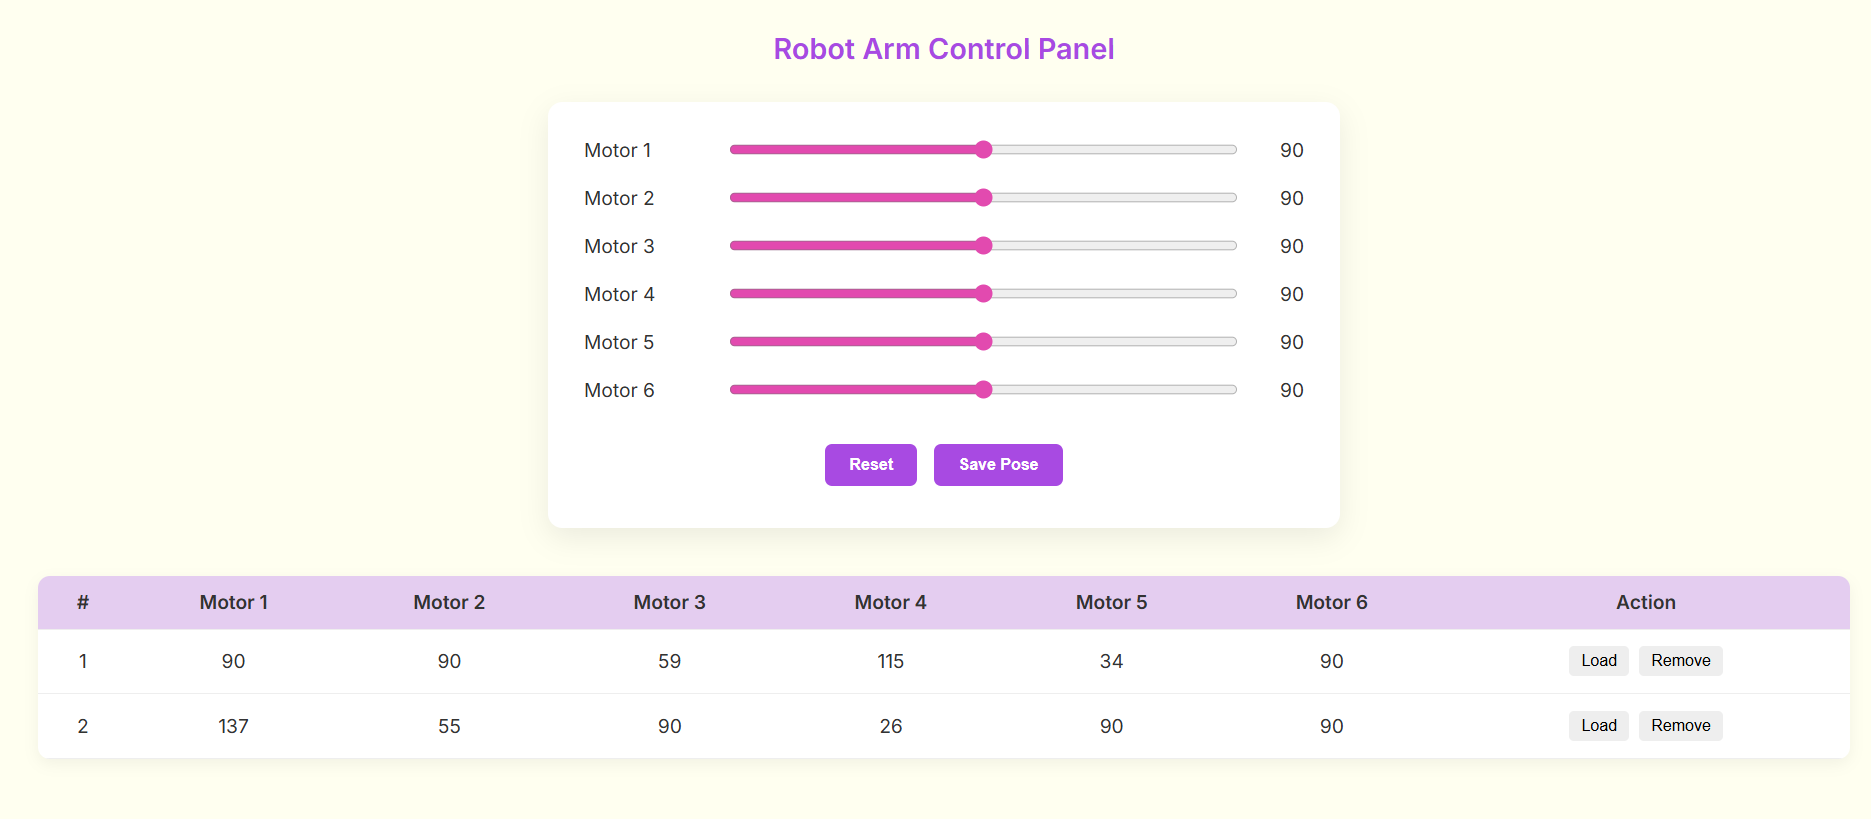 Robot Arm Control Panel
Motor 1 90
Motor 2 90
Motor 3 90
Motor 4 90
Motor 5 90
Motor 6 90
Reset Save Pose
# Motor 1 Motor 2 Motor 3 Motor 4 Motor 5 Motor 6 Action
1 90 90 59 115 34 90 Load Remove
2 137 55 90 26 90 90 Load Remove